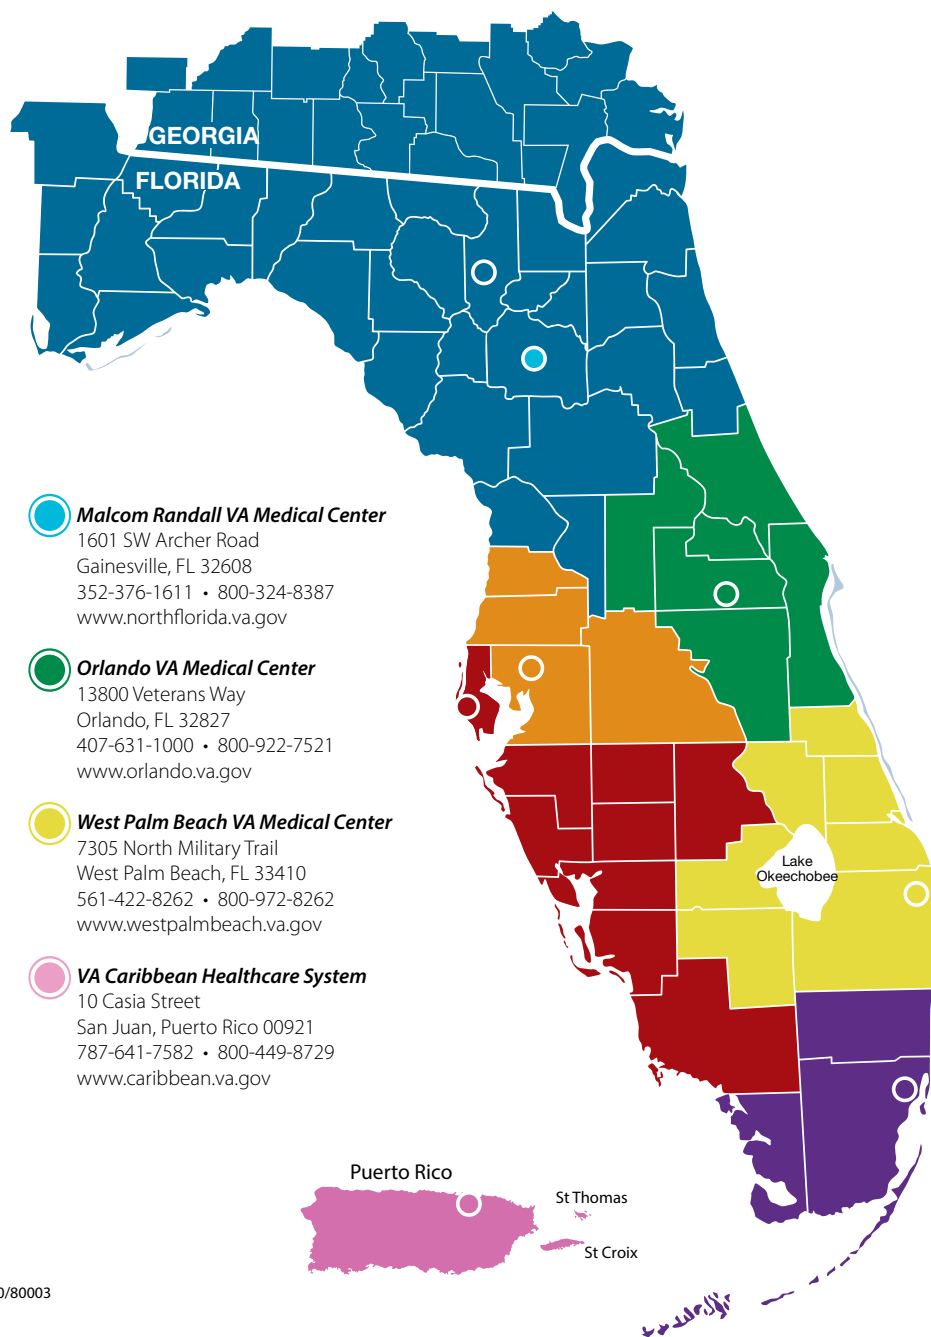 GEORGIA
FLORIDA
Malcom Randall VA Medical Center
1601 SW Archer Road
Gainesville, FL 32608
352-376-1611 • 800-324-8387
www.northflorida.va.gov
Orlando VA Medical Center
13800 Veterans Way
Orlando, FL 32827
407-631-1000 • 800-922-7521
www.orlando.va.gov
West Palm Beach VA Medical Center
7305 North Military Trail
West Palm Beach, FL 33410
561-422-8262 • 800-972-8262
www.westpalmbeach.va.gov
VA Caribbean Healthcare System
10 Casia Street
San Juan, Puerto Rico 00921
787-641-7582 • 800-449-8729
www.caribbean.va.gov
Lake
Okeechobee
Puerto Rico
St Thomas
St Croix
/80003